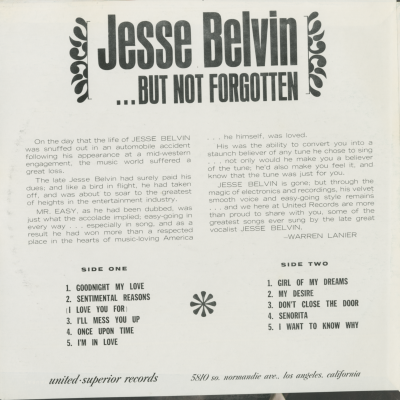 Jesse Belvin
...BUT NOT FORGOTTEN
On the day that the life of JESSE BELVIN
was snuffed out in an automobile accident
following his appearance at a mid-western
engagement, the music world suffered a
great loss.
The late Jesse Belvin had surely paid his
dues, and like a bird in flight, he had taken
off, and was about to soar to the greatest
of heights in the entertainment industry.
MR. EASY, as he had been dubbed, was
just what the accolade implied, easy-going in
every way . . . especially in song, and as a
result he had won more than a respected
place in the hearts of music-loving America
. . . he himself, was loved.
His was the ability to convert you into a
staunch believer of any tune he chose to sing
. . . not only would he make you a believer
of the tune; he'd also make you feel it, and
know that the tune was just for you.
JESSE BELVIN is gone; but through the
magic of electronics and recordings, his velvet
smooth voice and easy-going style remains
. . . and we here at United Records are more
than proud to share with you, some of the
greatest songs ever sung by the late great
vocalist JESSE BELVIN.
—WARREN LANIER
SIDE ONE
1. GOODNIGHT MY LOVE
2. SENTIMENTAL REASONS
(I LOVE YOU FOR)
3. I'LL MESS YOU UP
4. ONCE UPON TIME
5. I'M IN LOVE
SIDE TWO
1. GIRL OF MY DREAMS
2. MY DESIRE
3. DON'T CLOSE THE DOOR
4. SENORITA
5. I WANT TO KNOW WHY
united-superior records
5810 so. normandie ave., los angeles, california